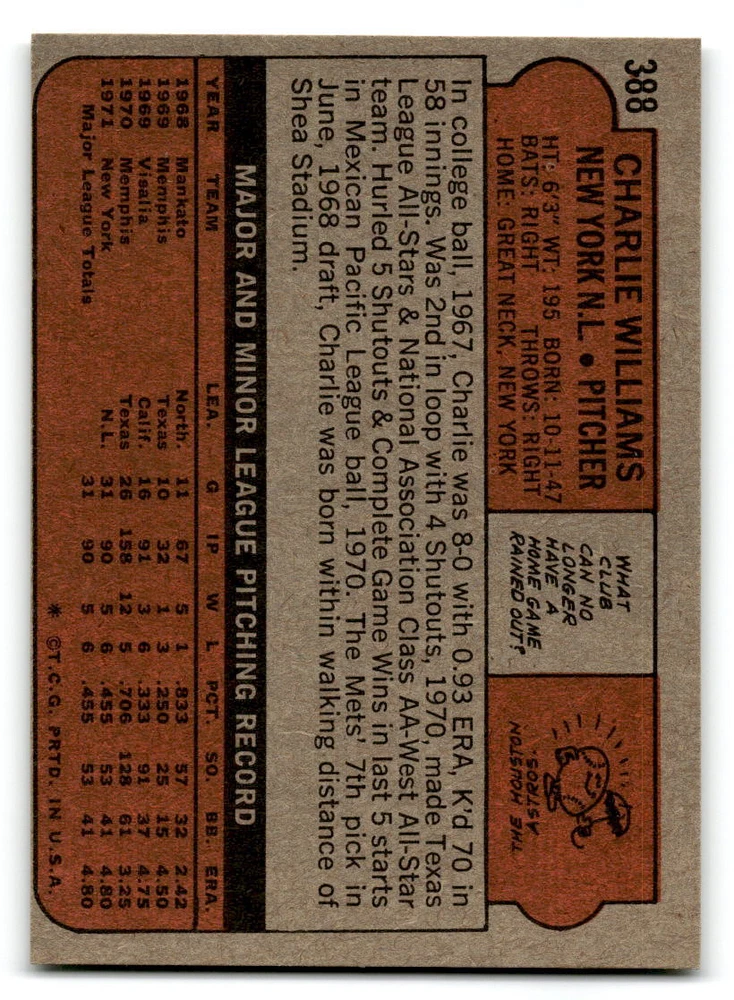 388
CHARLIE WILLIAMS
NEW YORK N.L. • PITCHER
HT: 6'3" WT: 195 BORN: 10-11-47
BATS: RIGHT THROWS: RIGHT
HOME: GREAT NECK, NEW YORK
WHAT
CLUB
CAN NO
LONGER
HAVE A
HOME GAME
RAINED OUT?
THE HOUSTON
ASTROS.
In college ball, 1967, Charlie was 8-0 with 0.93 ERA, K'd 70 in
58 innings. Was 2nd in loop with 4 Shutouts, 1970, made Texas
League All-Stars & National Association Class AA-West All-Star
team. Hurled 5 Shutouts & Complete Game Wins in last 5 starts
in Mexican Pacific League ball, 1970. The Mets' 7th pick in
June, 1968 draft, Charlie was born within walking distance of
Shea Stadium.
MAJOR AND MINOR LEAGUE PITCHING RECORD
YEAR TEAM LEA. G IP W L PCT. SO. BB. ERA.
1968 Mankato North. 11 67 5 1 .833 57 32 2.42
1969 Memphis Texas 10 32 1 3 .250 25 15 4.50
1969 Visalia Calif. 16 91 3 6 .333 91 37 4.75
1970 Memphis Texas 26 158 12 5 .706 128 61 3.25
1971 New York N.L. 31 90 5 6 .455 53 41 4.80
Major League Totals 31 90 5 6 .455 53 41 4.80
* ©T.C.G. PRTD. IN U.S.A.